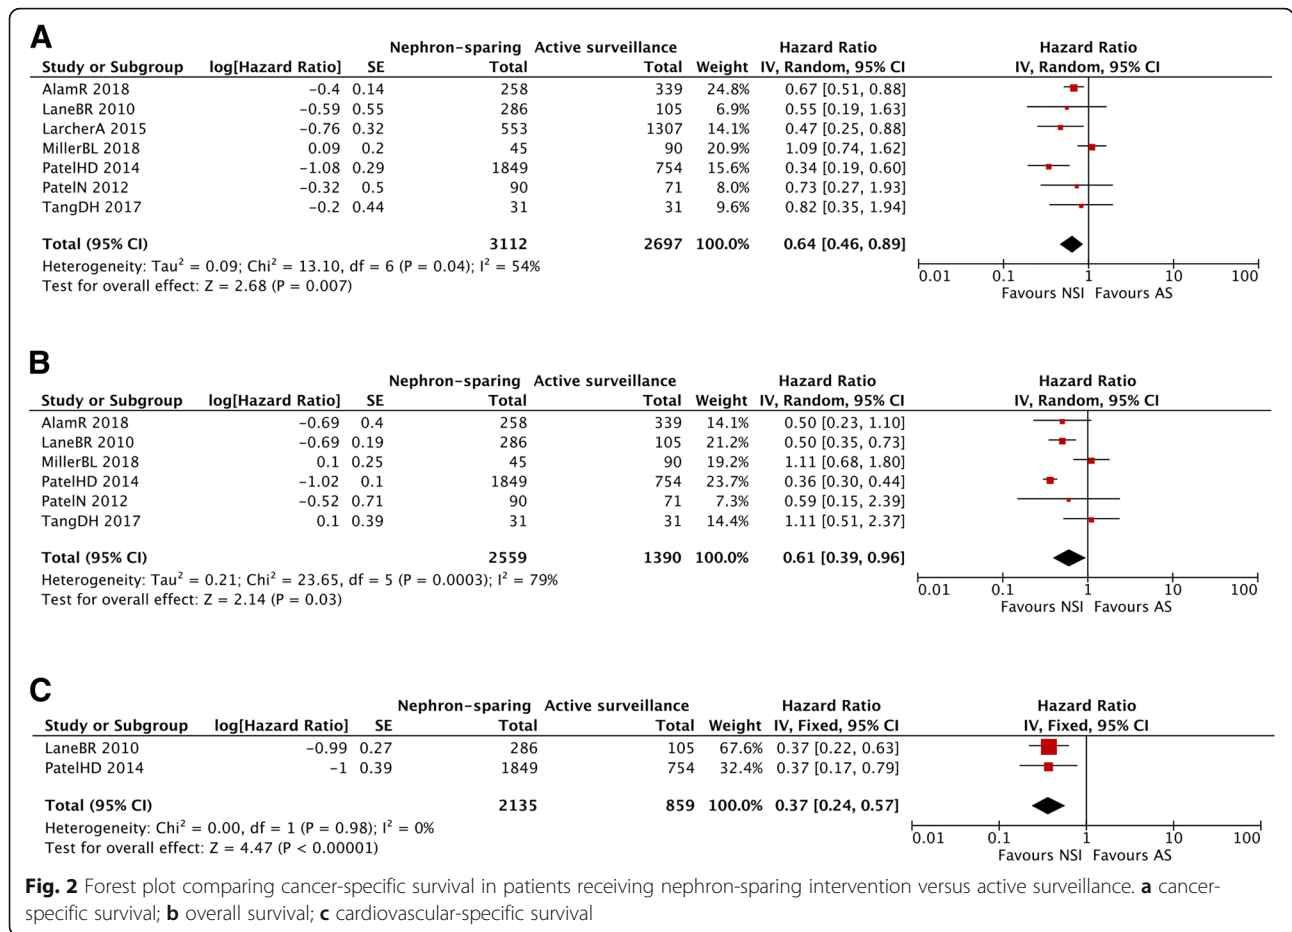 A
Nephron-sparing Active surveillance Hazard Ratio Hazard Ratio
Study or Subgroup log[Hazard Ratio] SE Total Total Weight IV, Random, 95% CI IV, Random, 95% CI
AlamR 2018 −0.4 0.14 258 339 24.8% 0.67 [0.51, 0.88]
LaneBR 2010 −0.59 0.55 286 105 6.9% 0.55 [0.19, 1.63]
LarcherA 2015 −0.76 0.32 553 1307 14.1% 0.47 [0.25, 0.88]
MillerBL 2018 0.09 0.2 45 90 20.9% 1.09 [0.74, 1.62]
PatelHD 2014 −1.08 0.29 1849 754 15.6% 0.34 [0.19, 0.60]
PatelN 2012 −0.32 0.5 90 71 8.0% 0.73 [0.27, 1.93]
TangDH 2017 −0.2 0.44 31 31 9.6% 0.82 [0.35, 1.94]
Total (95% CI) 3112 2697 100.0% 0.64 [0.46, 0.89]
Heterogeneity: Tau² = 0.09; Chi² = 13.10, df = 6 (P = 0.04); I² = 54%
Test for overall effect: Z = 2.68 (P = 0.007)
0.01 0.1 1 10 100
Favours NSI Favours AS
B
Nephron-sparing Active surveillance Hazard Ratio Hazard Ratio
Study or Subgroup log[Hazard Ratio] SE Total Total Weight IV, Random, 95% CI IV, Random, 95% CI
AlamR 2018 −0.69 0.4 258 339 14.1% 0.50 [0.23, 1.10]
LaneBR 2010 −0.69 0.19 286 105 21.2% 0.50 [0.35, 0.73]
MillerBL 2018 0.1 0.25 45 90 19.2% 1.11 [0.68, 1.80]
PatelHD 2014 −1.02 0.1 1849 754 23.7% 0.36 [0.30, 0.44]
PatelN 2012 −0.52 0.71 90 71 7.3% 0.59 [0.15, 2.39]
TangDH 2017 0.1 0.39 31 31 14.4% 1.11 [0.51, 2.37]
Total (95% CI) 2559 1390 100.0% 0.61 [0.39, 0.96]
Heterogeneity: Tau² = 0.21; Chi² = 23.65, df = 5 (P = 0.0003); I² = 79%
Test for overall effect: Z = 2.14 (P = 0.03)
0.01 0.1 1 10 100
Favours NSI Favours AS
C
Nephron-sparing Active surveillance Hazard Ratio Hazard Ratio
Study or Subgroup log[Hazard Ratio] SE Total Total Weight IV, Fixed, 95% CI IV, Fixed, 95% CI
LaneBR 2010 −0.99 0.27 286 105 67.6% 0.37 [0.22, 0.63]
PatelHD 2014 −1 0.39 1849 754 32.4% 0.37 [0.17, 0.79]
Total (95% CI) 2135 859 100.0% 0.37 [0.24, 0.57]
Heterogeneity: Chi² = 0.00, df = 1 (P = 0.98); I² = 0%
Test for overall effect: Z = 4.47 (P < 0.00001)
0.01 0.1 1 10 100
Favours NSI Favours AS
Fig. 2 Forest plot comparing cancer-specific survival in patients receiving nephron-sparing intervention versus active surveillance. a cancer-
specific survival; b overall survival; c cardiovascular-specific survival